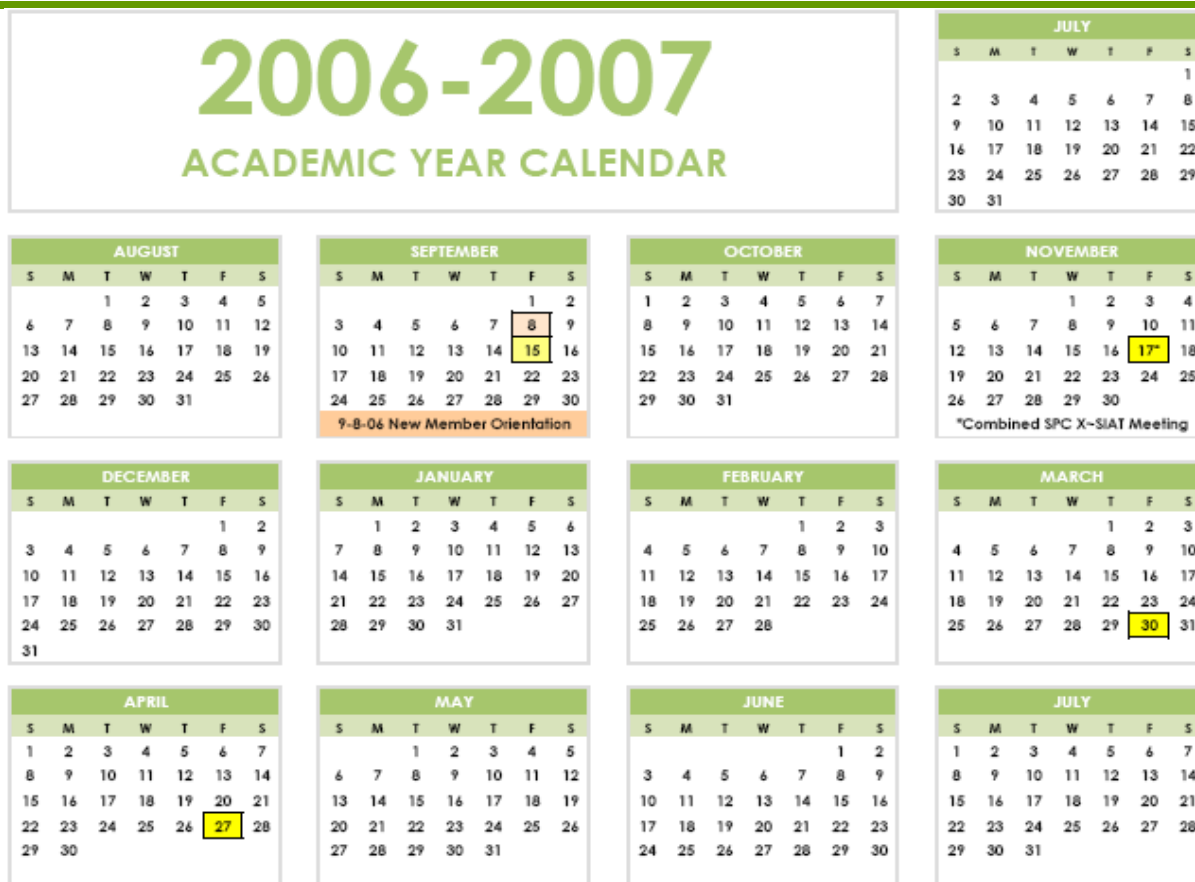 2006-2007
ACADEMIC YEAR CALENDAR
JULY
S M T W T F S
1
2 3 4 5 6 7 8
9 10 11 12 13 14 15
16 17 18 19 20 21 22
23 24 25 26 27 28 29
30 31
AUGUST
S M T W T F S
1 2 3 4 5
6 7 8 9 10 11 12
13 14 15 16 17 18 19
20 21 22 23 24 25 26
27 28 29 30 31
SEPTEMBER
S M T W T F S
1 2
3 4 5 6 7 8 9
10 11 12 13 14 15 16
17 18 19 20 21 22 23
24 25 26 27 28 29 30
9-8-06 New Member Orientation
OCTOBER
S M T W T F S
1 2 3 4 5 6 7
8 9 10 11 12 13 14
15 16 17 18 19 20 21
22 23 24 25 26 27 28
29 30 31
NOVEMBER
S M T W T F S
1 2 3 4
5 6 7 8 9 10 11
12 13 14 15 16 17* 18
19 20 21 22 23 24 25
26 27 28 29 30
*Combined SPC X~SIAT Meeting
DECEMBER
S M T W T F S
1 2
3 4 5 6 7 8 9
10 11 12 13 14 15 16
17 18 19 20 21 22 23
24 25 26 27 28 29 30
31
JANUARY
S M T W T F S
1 2 3 4 5 6
7 8 9 10 11 12 13
14 15 16 17 18 19 20
21 22 23 24 25 26 27
28 29 30 31
FEBRUARY
S M T W T F S
1 2 3
4 5 6 7 8 9 10
11 12 13 14 15 16 17
18 19 20 21 22 23 24
25 26 27 28
MARCH
S M T W T F S
1 2 3
4 5 6 7 8 9 10
11 12 13 14 15 16 17
18 19 20 21 22 23 24
25 26 27 28 29 30 31
APRIL
S M T W T F S
1 2 3 4 5 6 7
8 9 10 11 12 13 14
15 16 17 18 19 20 21
22 23 24 25 26 27 28
29 30
MAY
S M T W T F S
1 2 3 4 5
6 7 8 9 10 11 12
13 14 15 16 17 18 19
20 21 22 23 24 25 26
27 28 29 30 31
JUNE
S M T W T F S
1 2
3 4 5 6 7 8 9
10 11 12 13 14 15 16
17 18 19 20 21 22 23
24 25 26 27 28 29 30
JULY
S M T W T F S
1 2 3 4 5 6 7
8 9 10 11 12 13 14
15 16 17 18 19 20 21
22 23 24 25 26 27 28
29 30 31